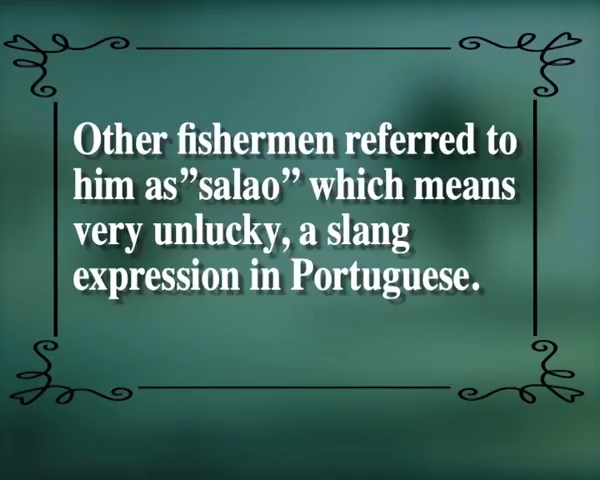 Other fishermen referred to
him as”salao” which means
very unlucky, a slang
expression in Portuguese.